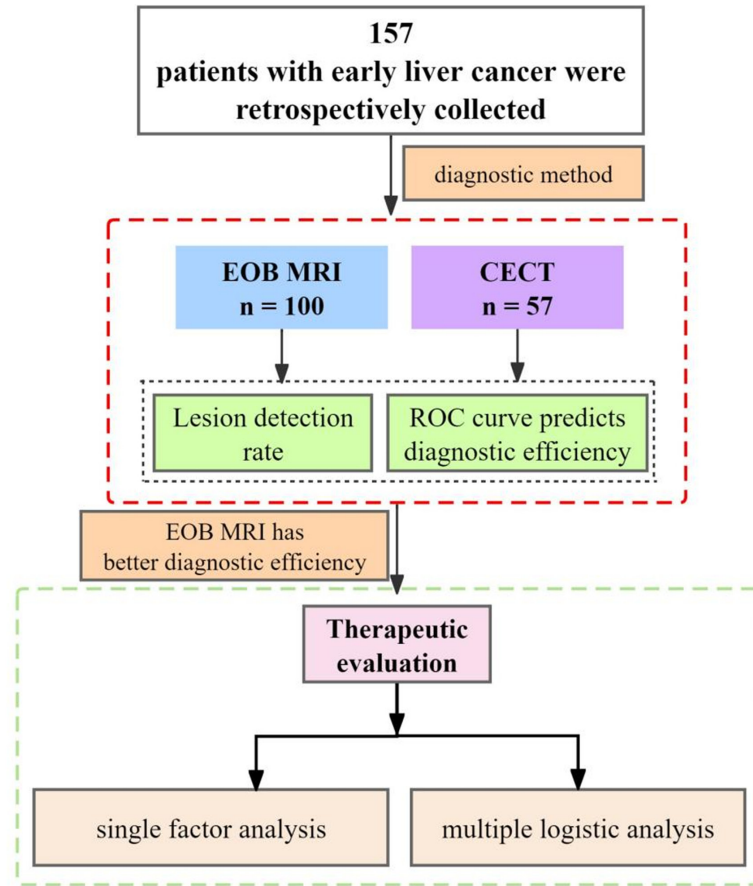 157
patients with early liver cancer were
retrospectively collected
diagnostic method
EOB MRI
n = 100
CECT
n = 57
Lesion detection
rate
ROC curve predicts
diagnostic efficiency
EOB MRI has
better diagnostic efficiency
Therapeutic
evaluation
single factor analysis
multiple logistic analysis